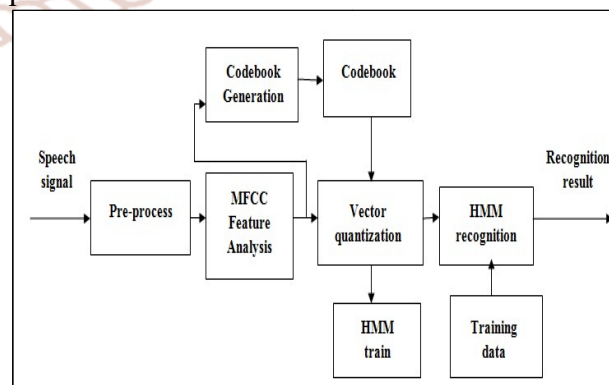 Codebook
Generation
Codebook
Speech
signal
Pre-process
MFCC
Feature
Analysis
Vector
quantization
HMM
recognition
Recognition
result
HMM
train
Training
data